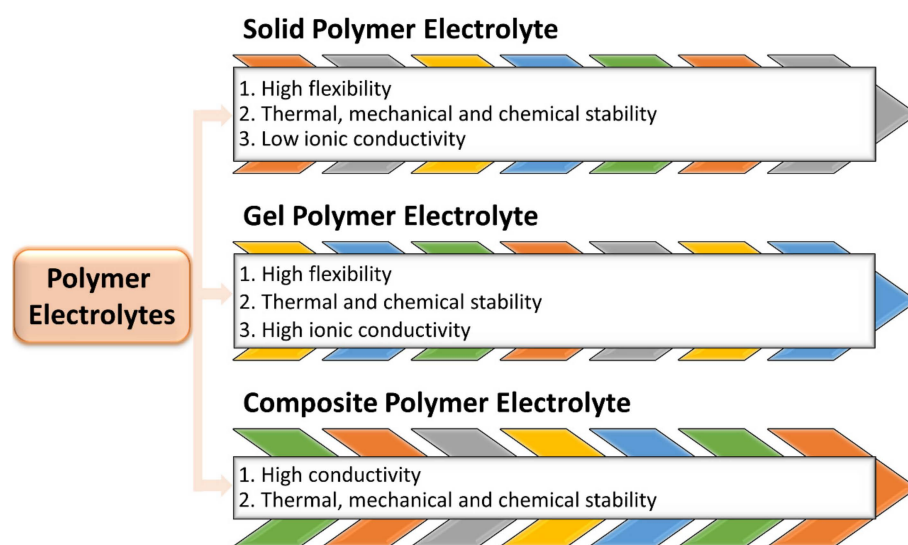 Solid Polymer Electrolyte
1. High flexibility
2. Thermal, mechanical and chemical stability
3. Low ionic conductivity
Gel Polymer Electrolyte
1. High flexibility
2. Thermal and chemical stability
3. High ionic conductivity
Polymer
Electrolytes
Composite Polymer Electrolyte
1. High conductivity
2. Thermal, mechanical and chemical stability